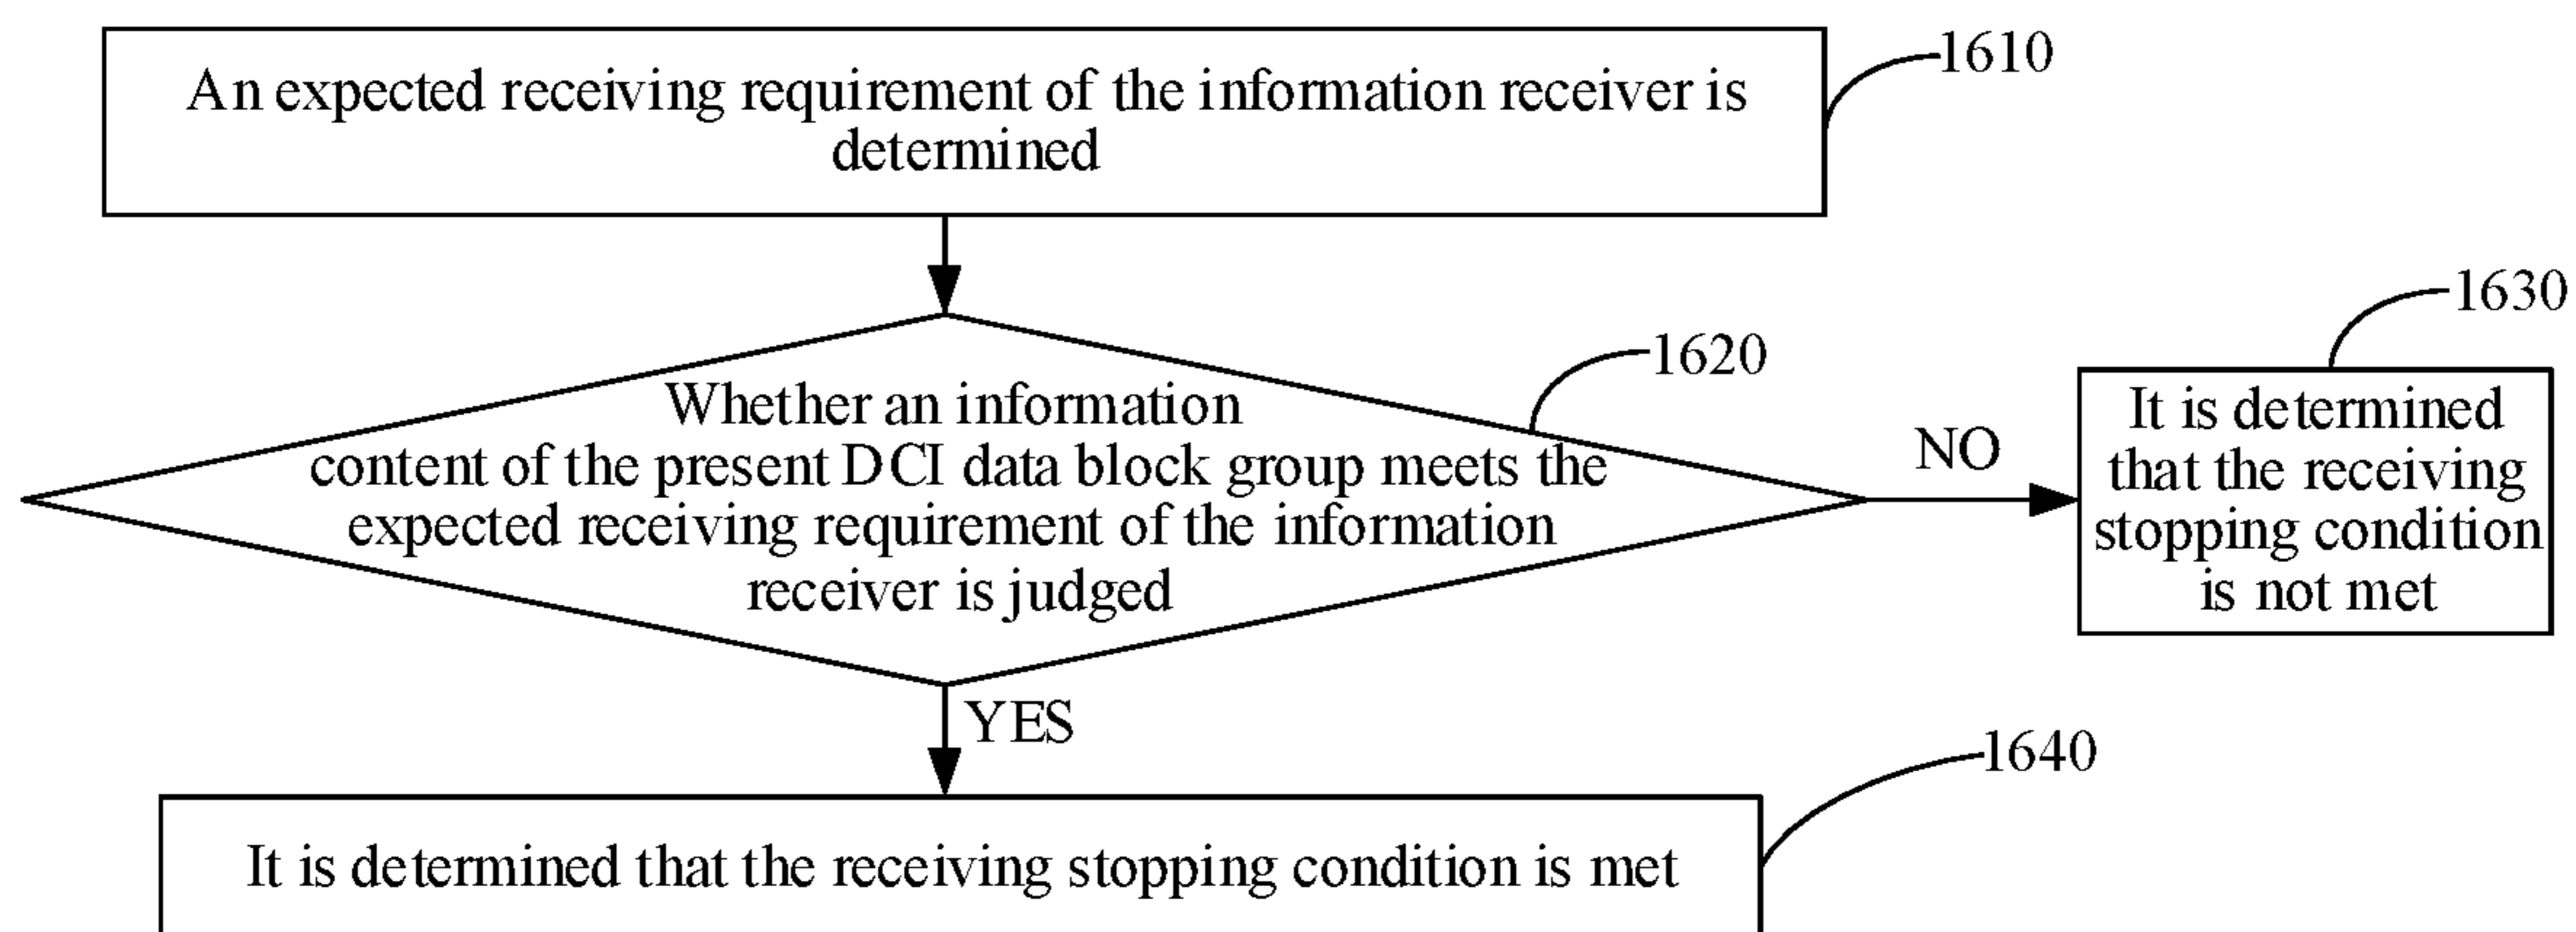 An expected receiving requirement of the information receiver is
determined
1610
Whether an information
content of the present DCI data block group meets the
expected receiving requirement of the information
receiver is judged
1620
NO
1630
It is determined
that the receiving
stopping condition
is not met
YES
1640
It is determined that the receiving stopping condition is met